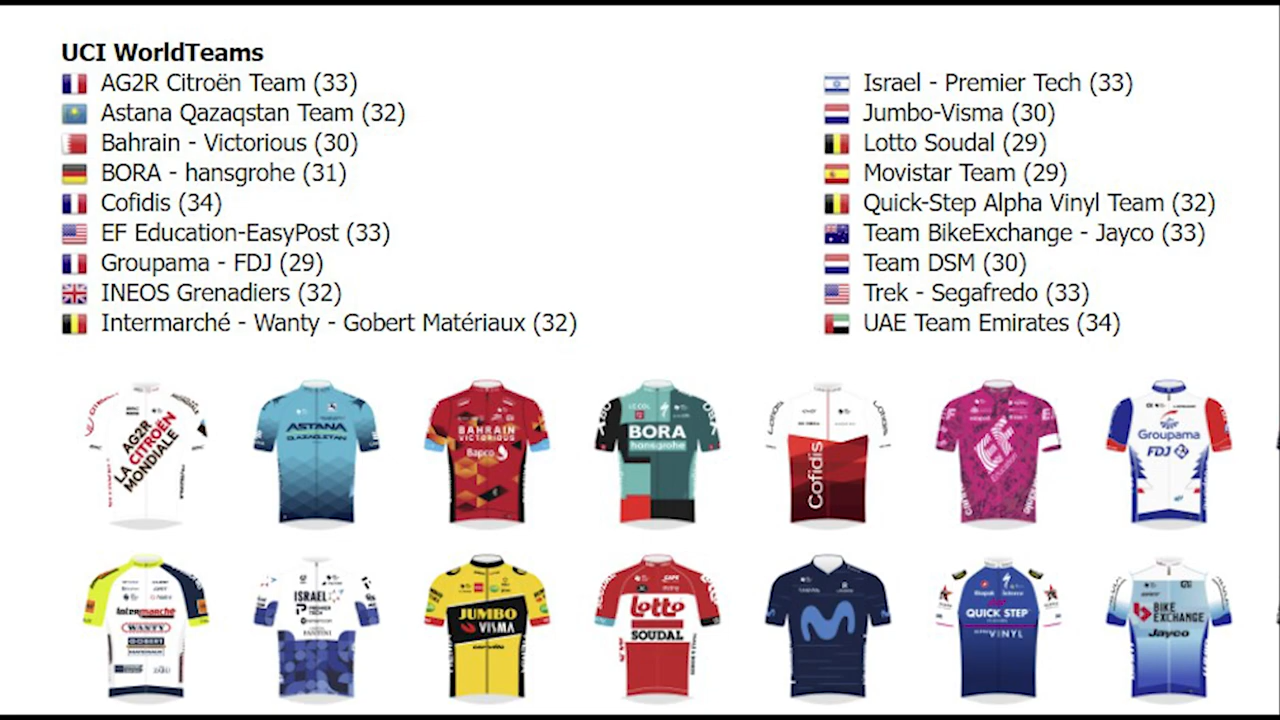 UCI WorldTeams
AG2R Citroën Team (33)
Astana Qazaqstan Team (32)
Bahrain - Victorious (30)
BORA - hansgrohe (31)
Cofidis (34)
EF Education-EasyPost (33)
Groupama - FDJ (29)
INEOS Grenadiers (32)
Intermarché - Wanty - Gobert Matériaux (32)
Israel - Premier Tech (33)
Jumbo-Visma (30)
Lotto Soudal (29)
Movistar Team (29)
Quick-Step Alpha Vinyl Team (32)
Team BikeExchange - Jayco (33)
Team DSM (30)
Trek - Segafredo (33)
UAE Team Emirates (34)
AG2R
LA CITROËN
MONDIALE
ASTANA
QAZAQSTAN
BAHRAIN
VICTORIOUS
Bapco
BORA
hansgrohe
Cofidis
EF
Groupama
FDJ
intermarché
WANTY
GOBERT
MATERIAUX
ISRAEL
PREMIER
TECH
JUMBO
VISMA
cervélo
Lotto
SOUDAL
QUICK STEP
VINYL
BIKE
EXCHANGE
Jayco